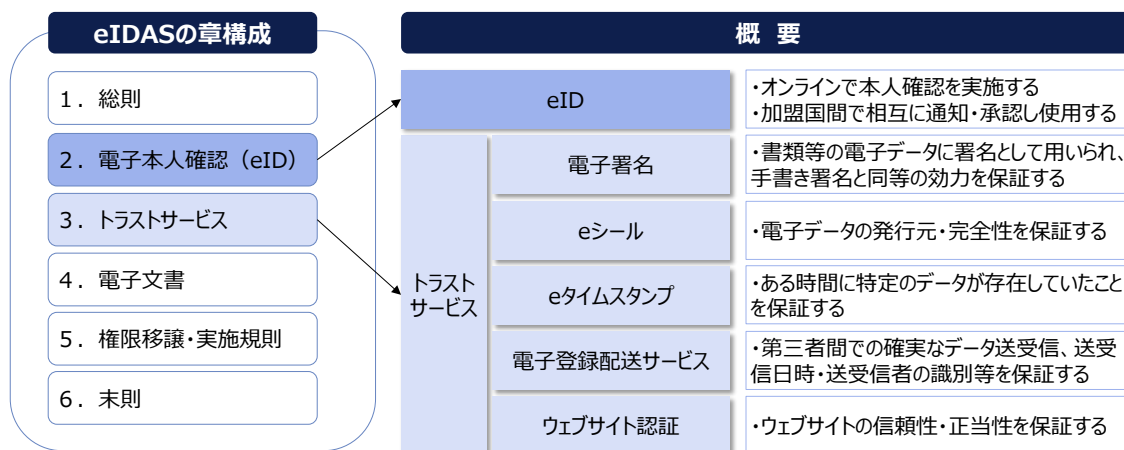 eIDASの章構成
1．総則
2．電子本人確認（eID）
3．トラストサービス
4．電子文書
5．権限移譲・実施規則
6．末則
概 要
eID
・オンラインで本人確認を実施する
・加盟国間で相互に通知・承認し使用する
トラスト
サービス
電子署名
・書類等の電子データに署名として用いられ、
手書き署名と同等の効力を保証する
eシール
・電子データの発行元・完全性を保証する
eタイムスタンプ
・ある時間に特定のデータが存在していたこと
を保証する
電子登録配送サービス
・第三者間での確実なデータ送受信、送受
信日時・送受信者の識別等を保証する
ウェブサイト認証
・ウェブサイトの信頼性・正当性を保証する